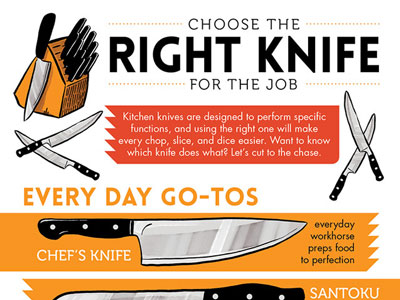 CHOOSE THE
RIGHT KNIFE
FOR THE JOB
Kitchen knives are designed to perform specific
functions, and using the right one will make
every chop, slice, and dice easier. Want to know
which knife does what? Let's cut to the chase.
EVERY DAY GO-TOS
everyday
workhorse
preps food
to perfection
CHEF'S KNIFE
SANTOKU